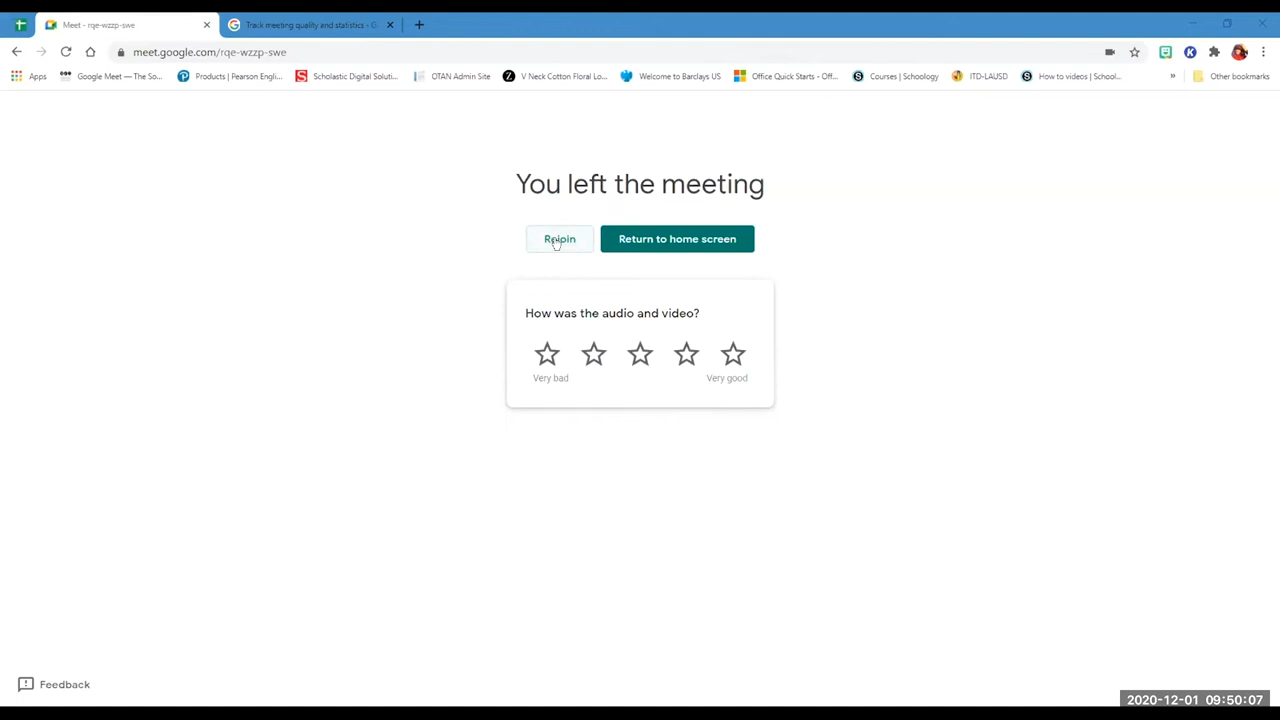 Meet - rqe-wzzp-swe
Track meeting quality and statistics - G
meet.google.com/rqe-wzzp-swe
Apps
Google Meet — The So...
Products | Pearson Engli...
Scholastic Digital Soluti...
OTAN Admin Site
V Neck Cotton Floral Lo...
Welcome to Barclays US
Office Quick Starts - Off...
Courses | Schoology
ITD-LAUSD
How to videos | School...
»
Other bookmarks
You left the meeting
Rejoin
Return to home screen
How was the audio and video?
Very bad
Very good
Feedback
2020-12-01 09:50:07